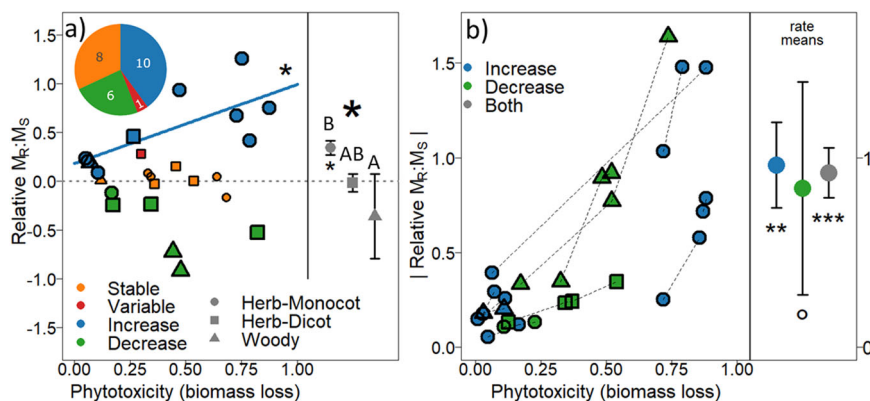 a)
8
10
6
1
*
B
*
AB
A
*
1.5
1.0
0.5
0.0
-0.5
-1.0
-1.5
Relative MR:MS
Stable
Variable
Increase
Decrease
Herb-Monocot
Herb-Dicot
Woody
0.00 0.25 0.50 0.75 1.00
Phytotoxicity (biomass loss)
b)
Increase
Decrease
Both
1.5
1.0
0.5
0.0
| Relative MR:MS |
0.00 0.25 0.50 0.75 1.00
Phytotoxicity (biomass loss)
rate
means
**
***
1
0